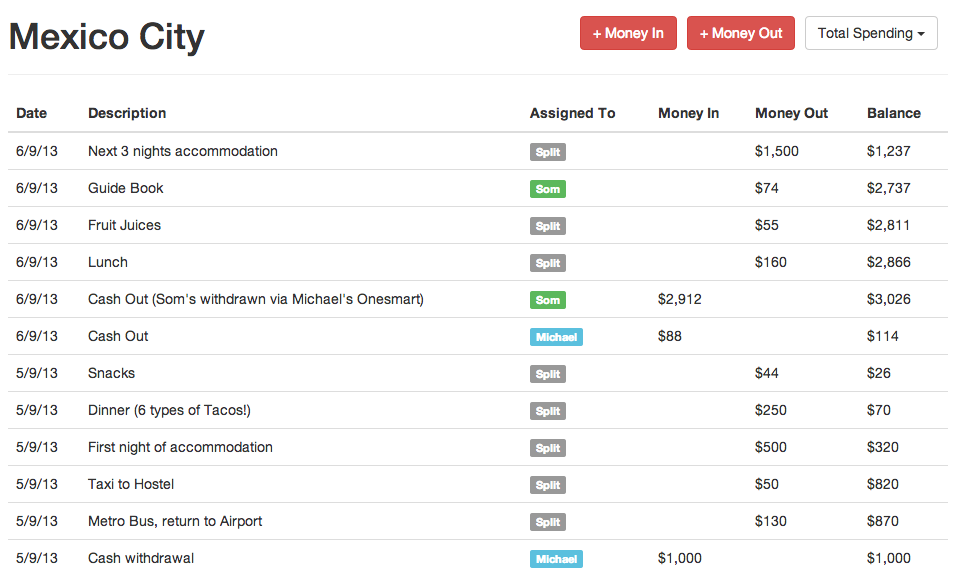 Mexico City + Money In + Money Out Total Spending
Date Description Assigned To Money In Money Out Balance
6/9/13 Next 3 nights accommodation Split $1,500 $1,237
6/9/13 Guide Book Som $74 $2,737
6/9/13 Fruit Juices Split $55 $2,811
6/9/13 Lunch Split $160 $2,866
6/9/13 Cash Out (Som's withdrawn via Michael's Onesmart) Som $2,912 $3,026
6/9/13 Cash Out Michael $88 $114
5/9/13 Snacks Split $44 $26
5/9/13 Dinner (6 types of Tacos!) Split $250 $70
5/9/13 First night of accommodation Split $500 $320
5/9/13 Taxi to Hostel Split $50 $820
5/9/13 Metro Bus, return to Airport Split $130 $870
5/9/13 Cash withdrawal Michael $1,000 $1,000